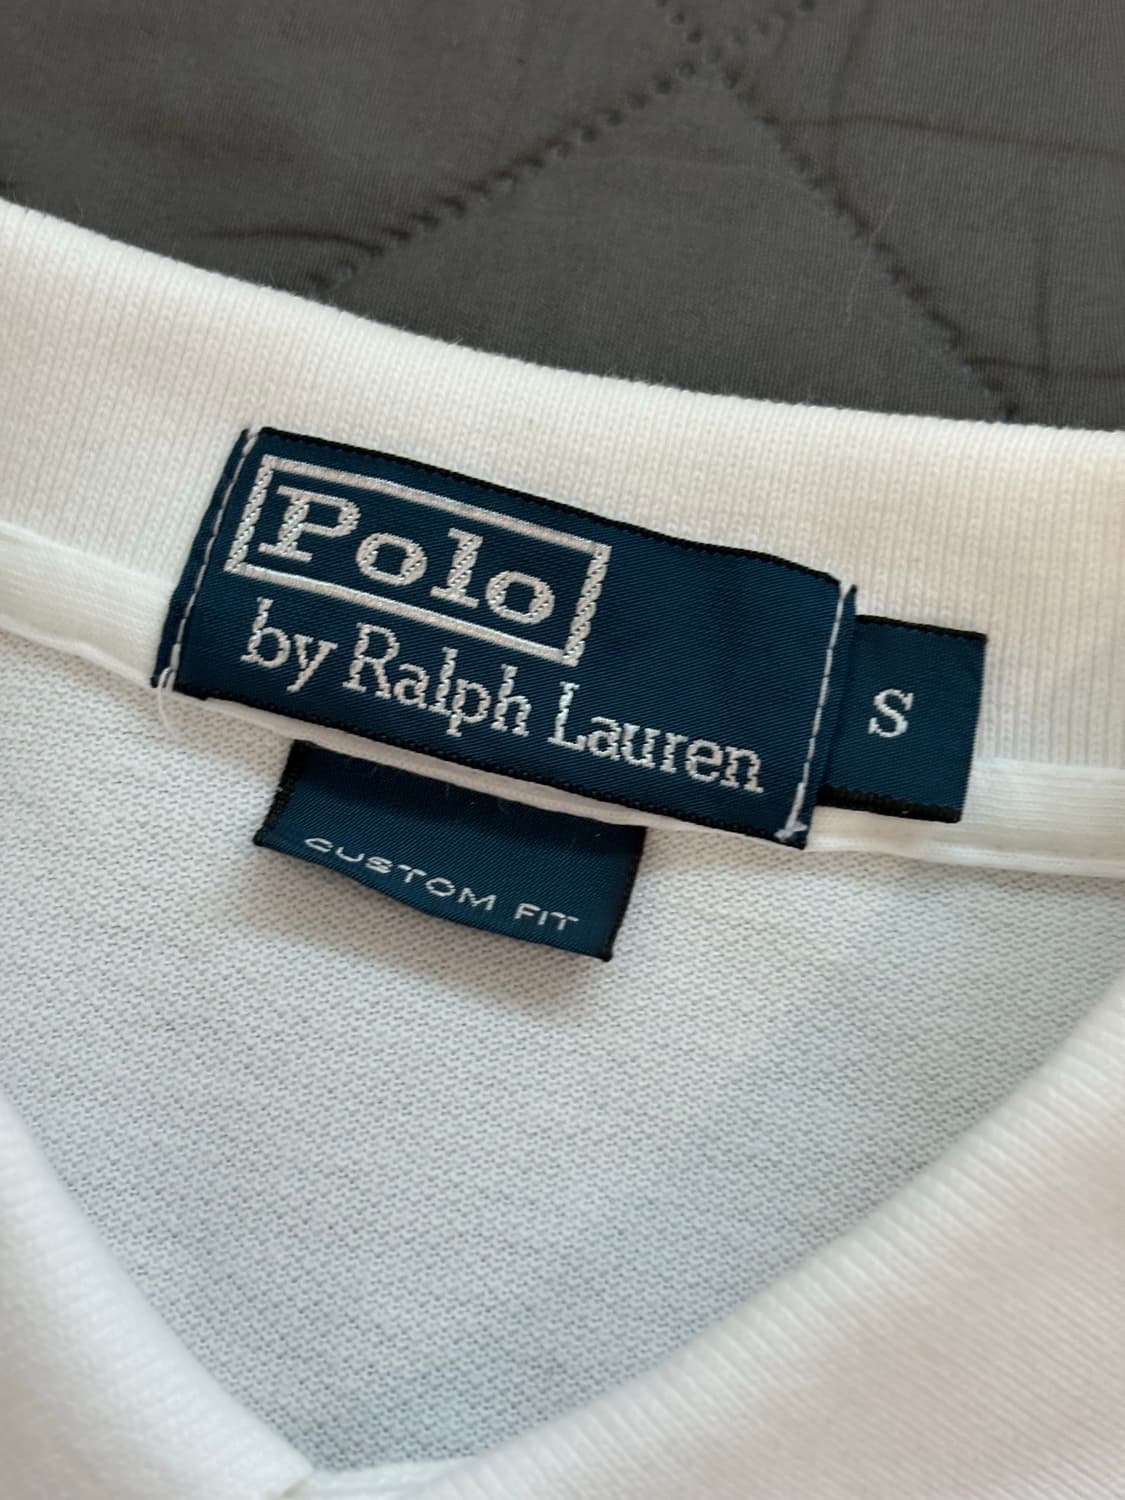 Polo
by Ralph Lauren
S
CUSTOM FIT